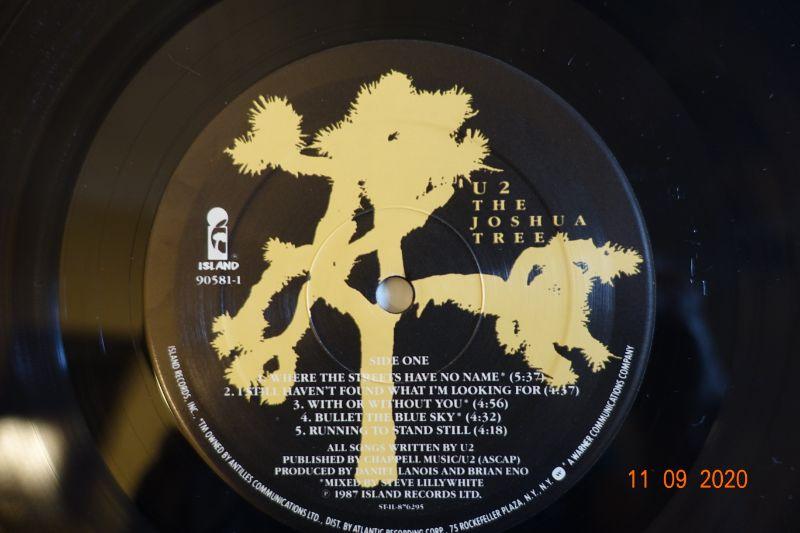 U2
THE
JOSHUA
TREE
ISLAND
90581-1
SIDE ONE
1. WHERE THE STREETS HAVE NO NAME* (5:37)
2. I STILL HAVEN'T FOUND WHAT I'M LOOKING FOR (4:37)
3. WITH OR WITHOUT YOU* (4:56)
4. BULLET THE BLUE SKY* (4:32)
5. RUNNING TO STAND STILL (4:18)
ALL SONGS WRITTEN BY U2
PUBLISHED BY CHAPPELL MUSIC/U2 (ASCAP)
PRODUCED BY DANIEL LANOIS AND BRIAN ENO
*MIXED BY STEVE LILLYWHITE
℗ 1987 ISLAND RECORDS LTD.
ST-IL-876295
ISLAND RECORDS, INC. *TM OWNED BY ANTILLES COMMUNICATIONS LTD., DIST. BY ATLANTIC RECORDING CORP., 75 ROCKEFELLER PLAZA, N.Y., N.Y. A WARNER COMMUNICATIONS COMPANY
11 09 2020